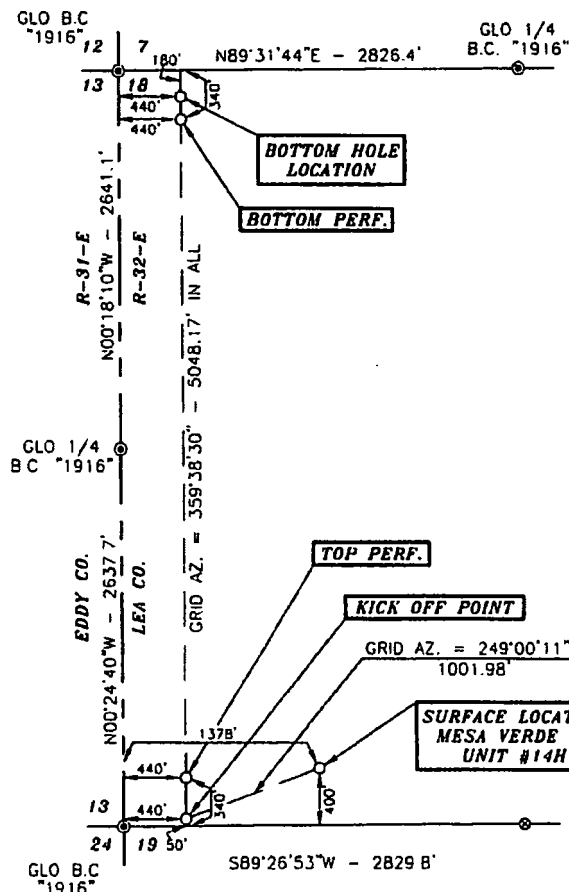 GLO B.C
"1916"
GLO 1/4
B.C. "1916"
12 7
N89°31'44"E - 2826.4'
180'
13 18
340'
440'
440'
BOTTOM HOLE
LOCATION
BOTTOM PERF.
R-31-E
R-32-E
N00°18'10"W - 2641.1'
GRID AZ. = 359°38'30" - 5048.17' IN ALL
GLO 1/4
B C "1916"
EDDY CO.
LEA CO.
N00°24'40"W - 2637 7'
TOP PERF.
KICK OFF POINT
GRID AZ. = 249°00'11"
1001.98'
SURFACE LOCAT
MESA VERDE
UNIT #14H
1378'
440'
340'
400'
13
440'
24 19
50'
GLO B.C
"1916"
S89°26'53"W - 2829 8'